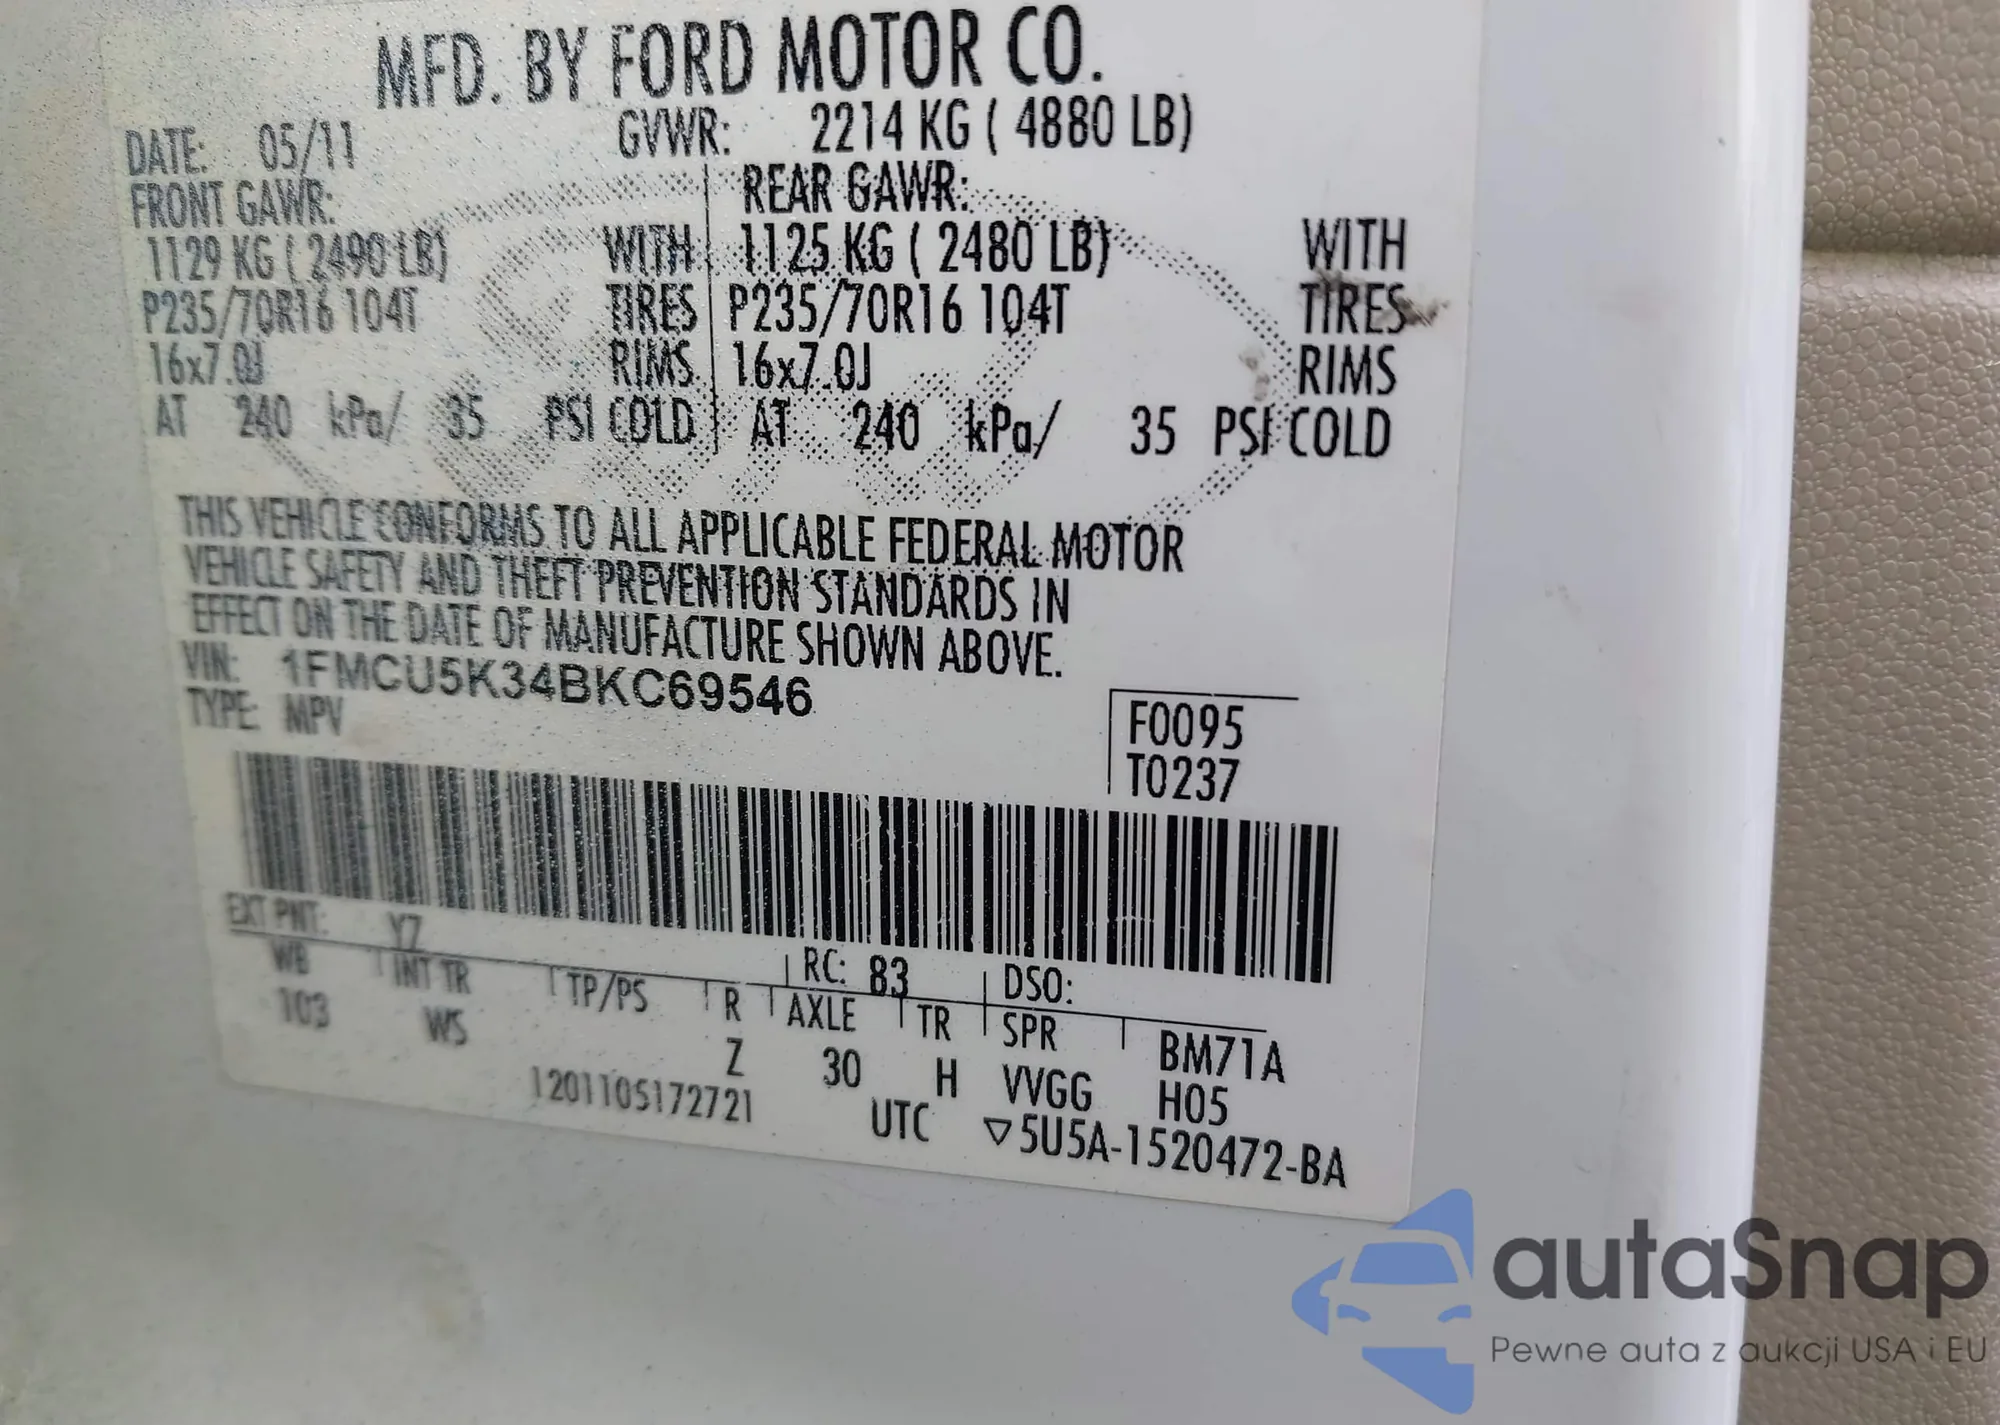 MFD. BY FORD MOTOR CO.
DATE: 05/11 GVWR: 2214 KG ( 4880 LB)
FRONT GAWR: REAR GAWR:
1129 KG ( 2490 LB) WITH 1125 KG ( 2480 LB) WITH
P235/70R16 104T TIRES P235/70R16 104T TIRES
16x7.0J RIMS 16x7.0J RIMS
AT 240 kPa/ 35 PSI COLD AT 240 kPa/ 35 PSI COLD
THIS VEHICLE CONFORMS TO ALL APPLICABLE FEDERAL MOTOR
VEHICLE SAFETY AND THEFT PREVENTION STANDARDS IN
EFFECT ON THE DATE OF MANUFACTURE SHOWN ABOVE.
VIN: 1FMCU5K34BKC69546
TYPE: MPV
F0095
T0237
EXT PNT: YZ RC: 83 DSO:
WB INT TR TP/PS R AXLE TR SPR BM71A
103 WS Z 30 H VVGG H05
1201105172721 UTC ▽5U5A-1520472-BA
autaSnap
Pewne auta z aukcji USA i EU